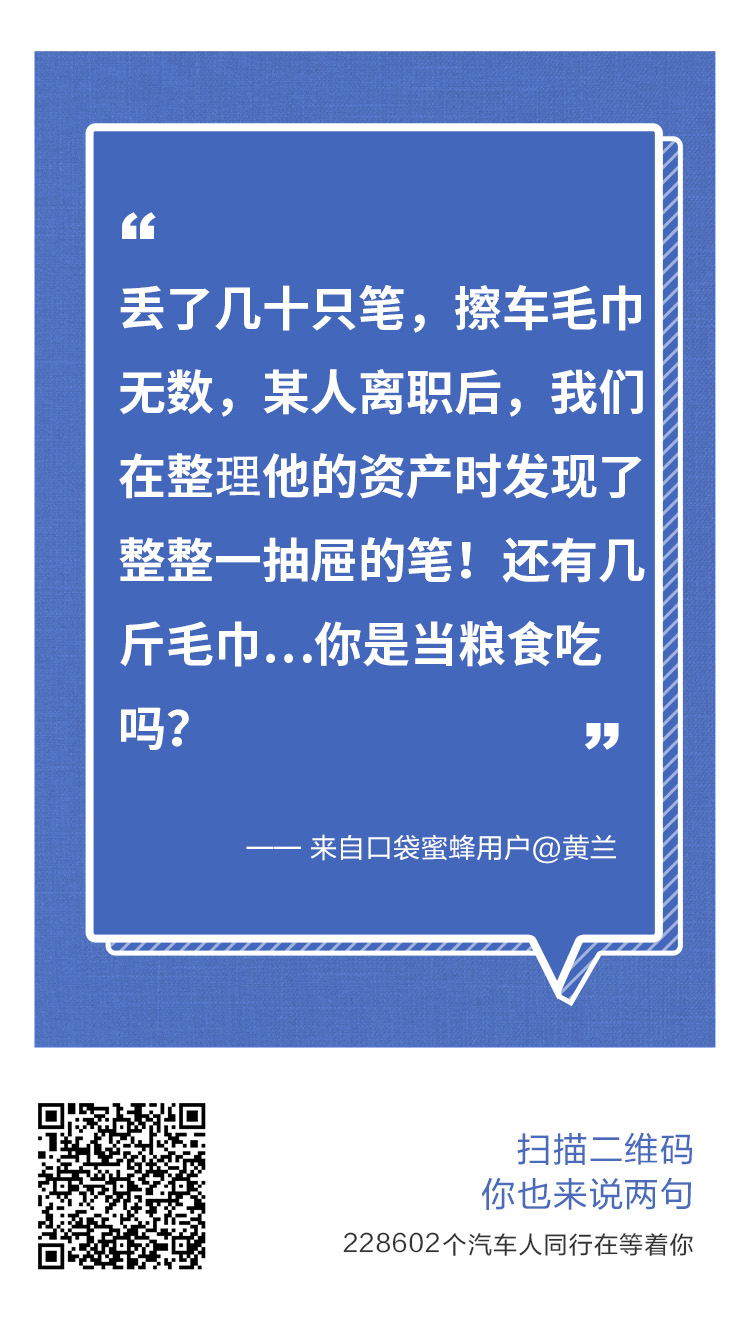 “
丢了几十只笔，擦车毛巾
无数，某人离职后，我们
在整理他的资产时发现了
整整一抽屉的笔！还有几
斤毛巾...你是当粮食吃
吗？
”
—— 来自口袋蜜蜂用户@黄兰
扫描二维码
你也来说两句
228602个汽车人同行在等着你